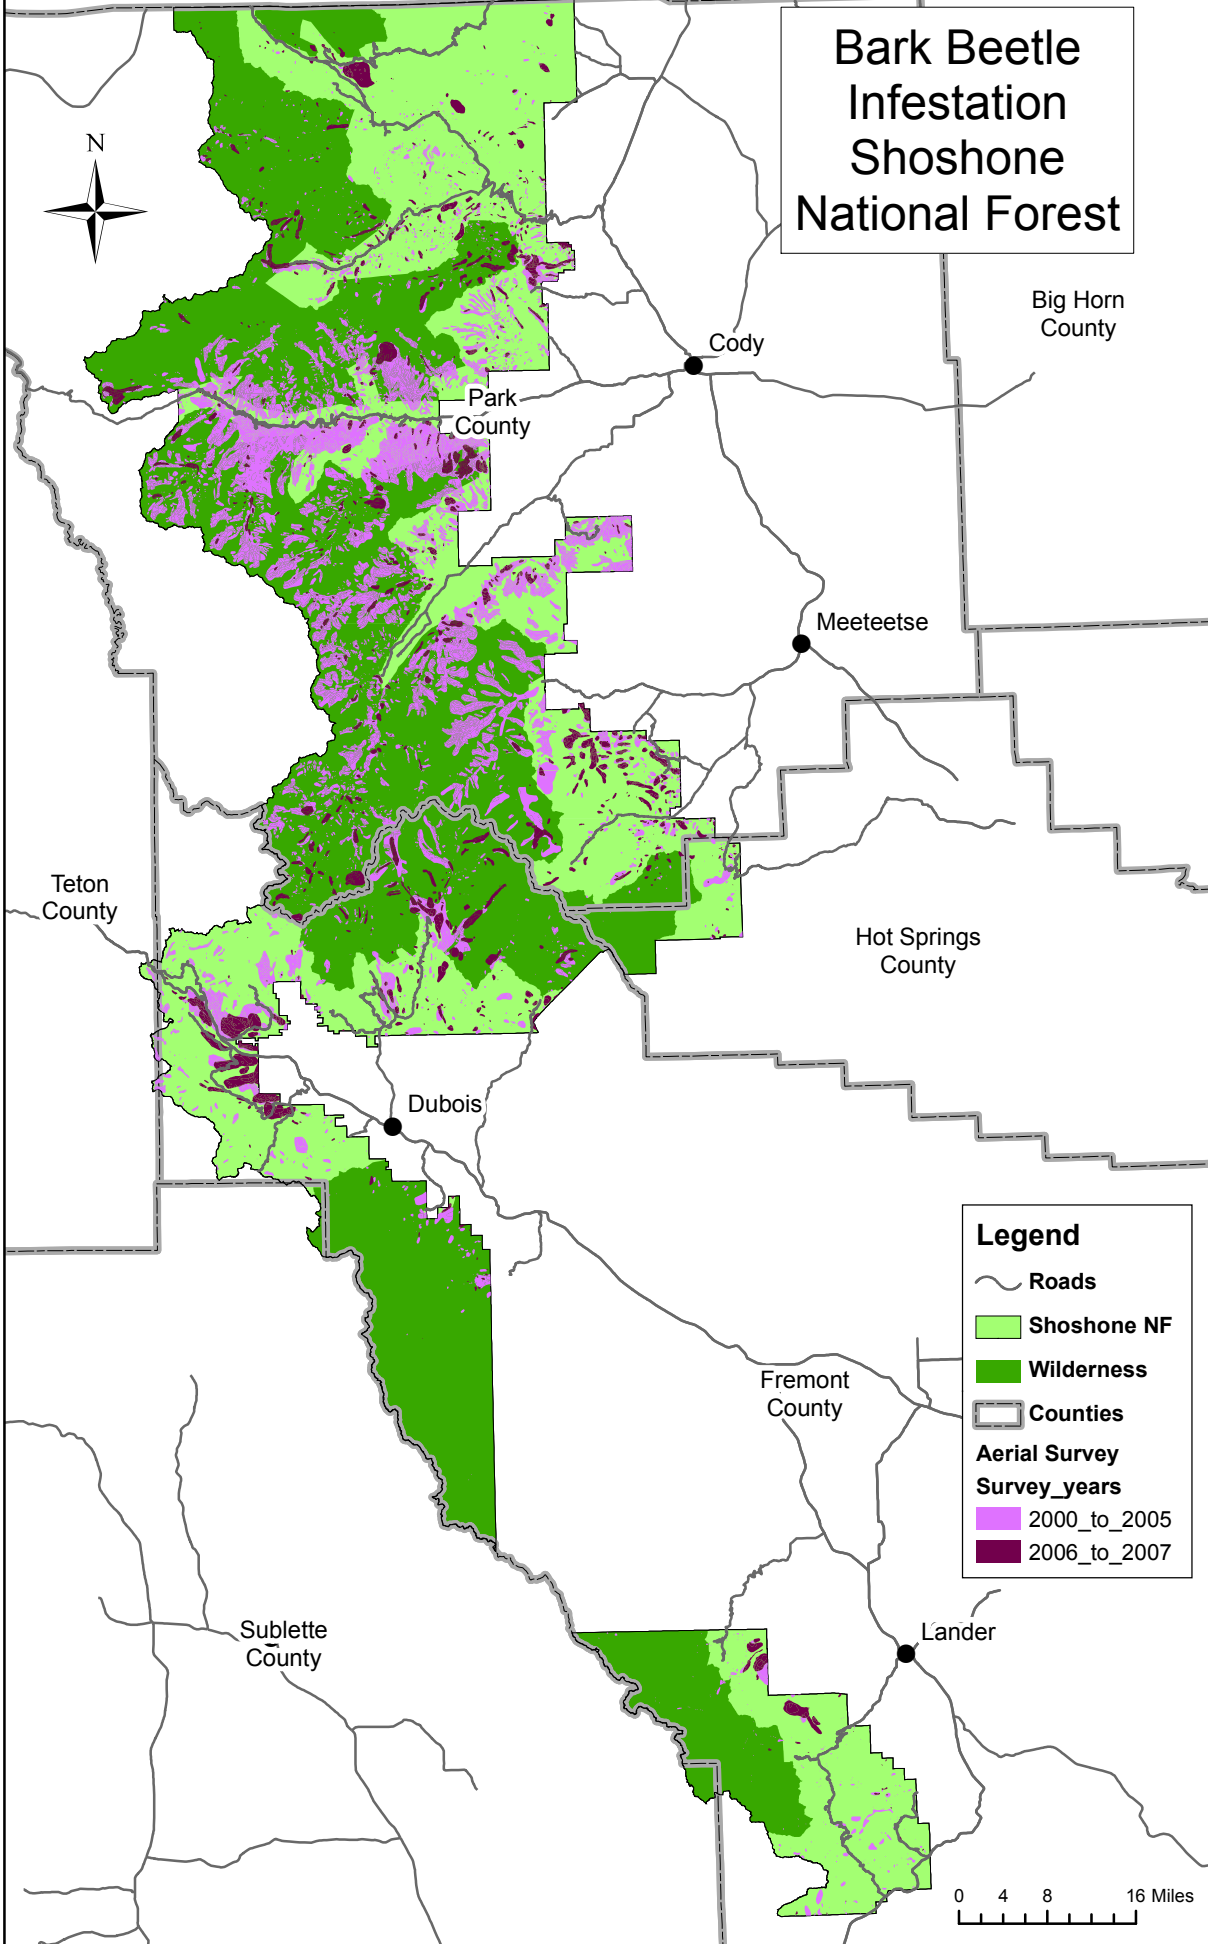 Bark Beetle
Infestation
Shoshone
National Forest
N
Big Horn
County
Cody
Park
County
Meeteetse
Teton
County
Hot Springs
County
Dubois
Legend
Roads
Shoshone NF
Wilderness
Counties
Aerial Survey
Survey_years
2000_to_2005
2006_to_2007
Fremont
County
Sublette
County
Lander
0 4 8 16 Miles